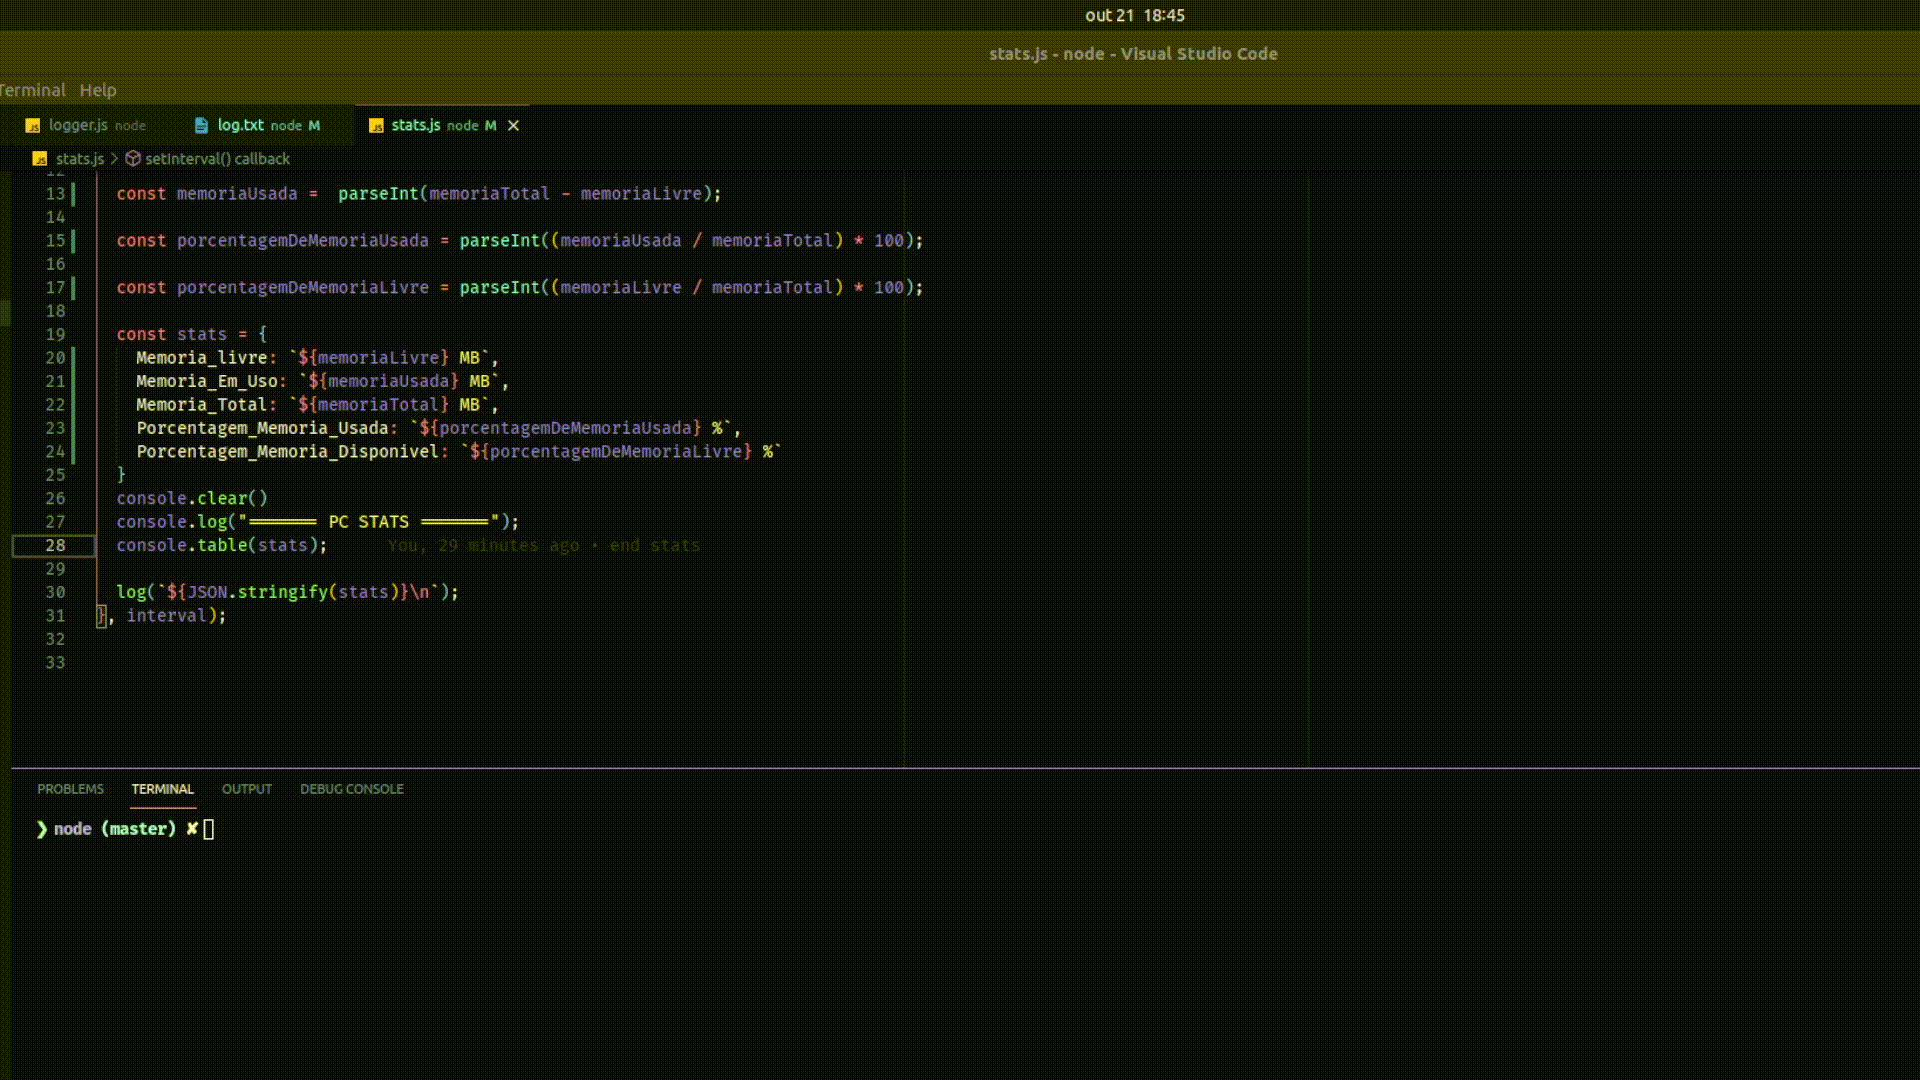 out 21 18:45
stats.js - node - Visual Studio Code
Terminal Help
logger.js node log.txt node M stats.js node M
stats.js > setInterval() callback
12
13 const memoriaUsada = parseInt(memoriaTotal - memoriaLivre);
14
15 const porcentagemDeMemoriaUsada = parseInt((memoriaUsada / memoriaTotal) * 100);
16
17 const porcentagemDeMemoriaLivre = parseInt((memoriaLivre / memoriaTotal) * 100);
18
19 const stats = {
20 Memoria_livre: `${memoriaLivre} MB`,
21 Memoria_Em_Uso: `${memoriaUsada} MB`,
22 Memoria_Total: `${memoriaTotal} MB`,
23 Porcentagem_Memoria_Usada: `${porcentagemDeMemoriaUsada} %`,
24 Porcentagem_Memoria_Disponivel: `${porcentagemDeMemoriaLivre} %`
25 }
26 console.clear()
27 console.log("======= PC STATS =======");
28 console.table(stats); You, 29 minutes ago • end stats
29
30 log(`${JSON.stringify(stats)}\n`);
31 }, interval);
32
33
PROBLEMS TERMINAL OUTPUT DEBUG CONSOLE
❯ node (master) ✘